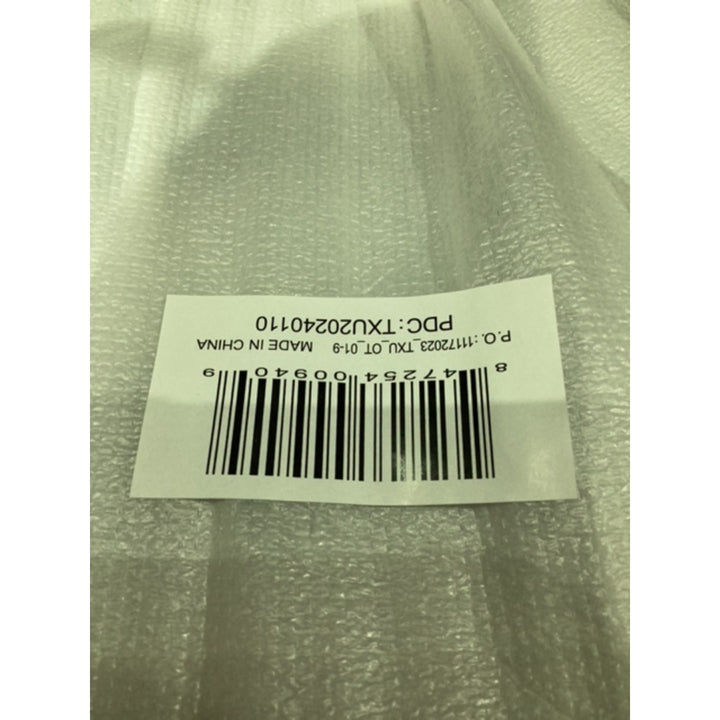 8 47254 00940 9
P.O.:11172023_TXU_OT_01-9 MADE IN CHINA
PDC:TXU20240110